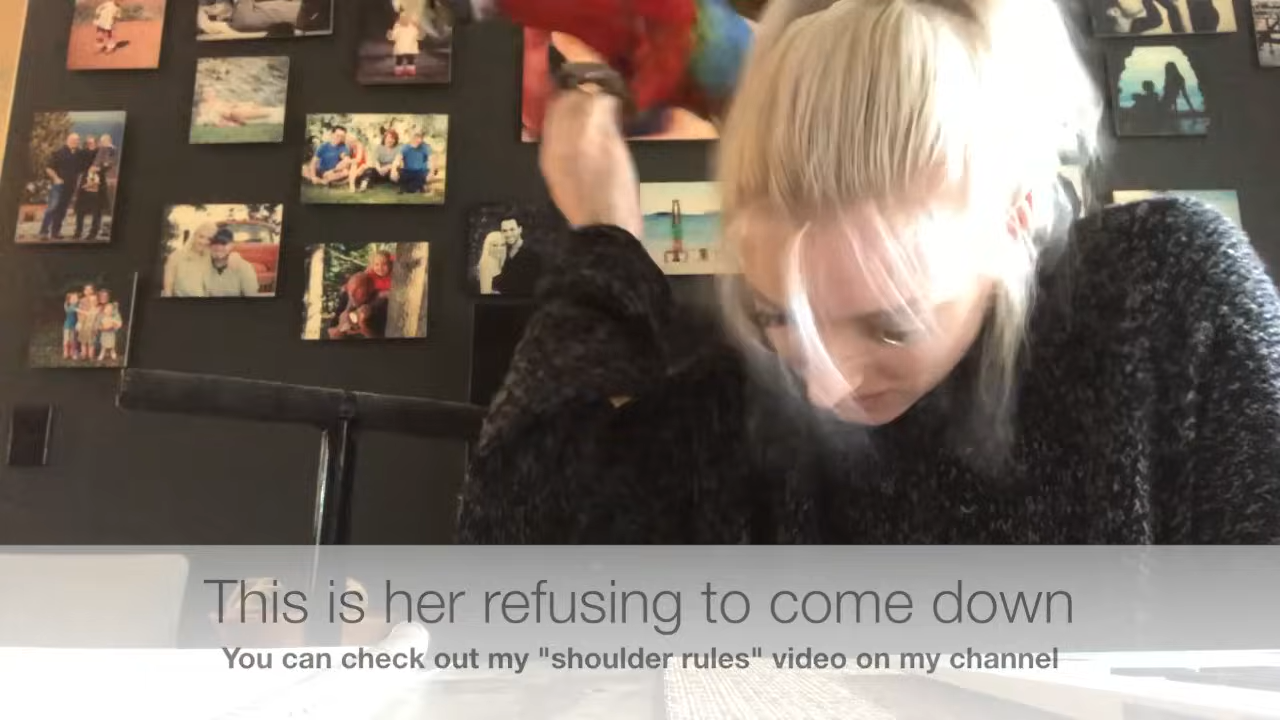 This is her refusing to come down
You can check out my "shoulder rules" video on my channel